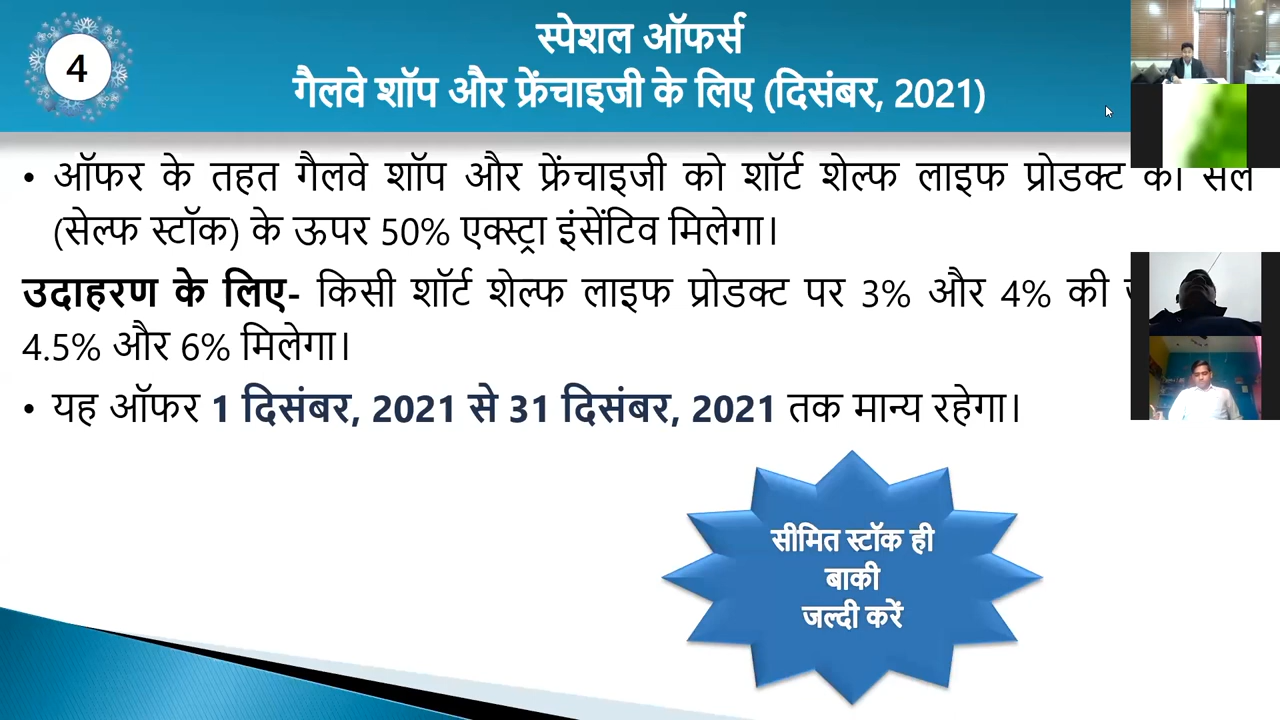 4
स्पेशल ऑफर्स
गैलवे शॉप और फ्रेंचाइजी के लिए (दिसंबर, 2021)
• ऑफर के तहत गैलवे शॉप और फ्रेंचाइजी को शॉर्ट शेल्फ लाइफ प्रोडक्ट
(सेल्फ स्टॉक) के ऊपर 50% एक्स्ट्रा इंसेंटिव मिलेगा।
उदाहरण के लिए- किसी शॉर्ट शेल्फ लाइफ प्रोडक्ट पर 3% और 4% की
4.5% और 6% मिलेगा।
• यह ऑफर 1 दिसंबर, 2021 से 31 दिसंबर, 2021 तक मान्य रहेगा।
सीमित स्टॉक ही
बाकी
जल्दी करें